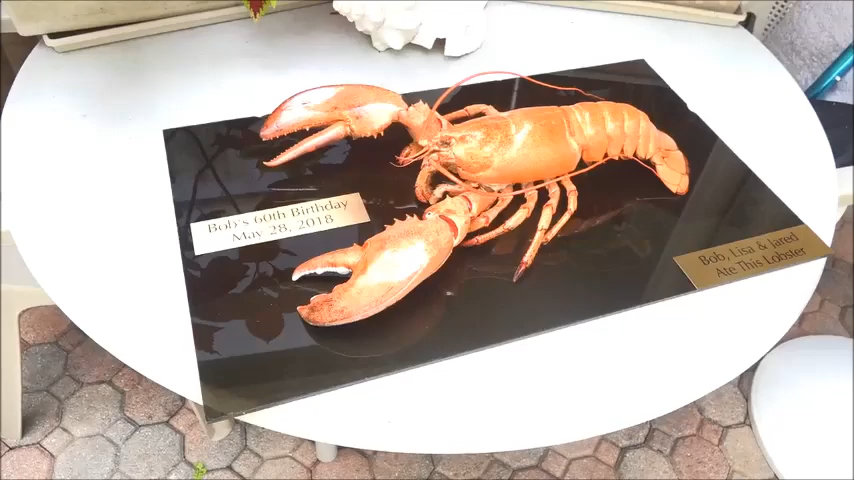 Bob's 60th Birthday
May 28, 2018
Bob, Lisa & Jared
Ate This Lobster